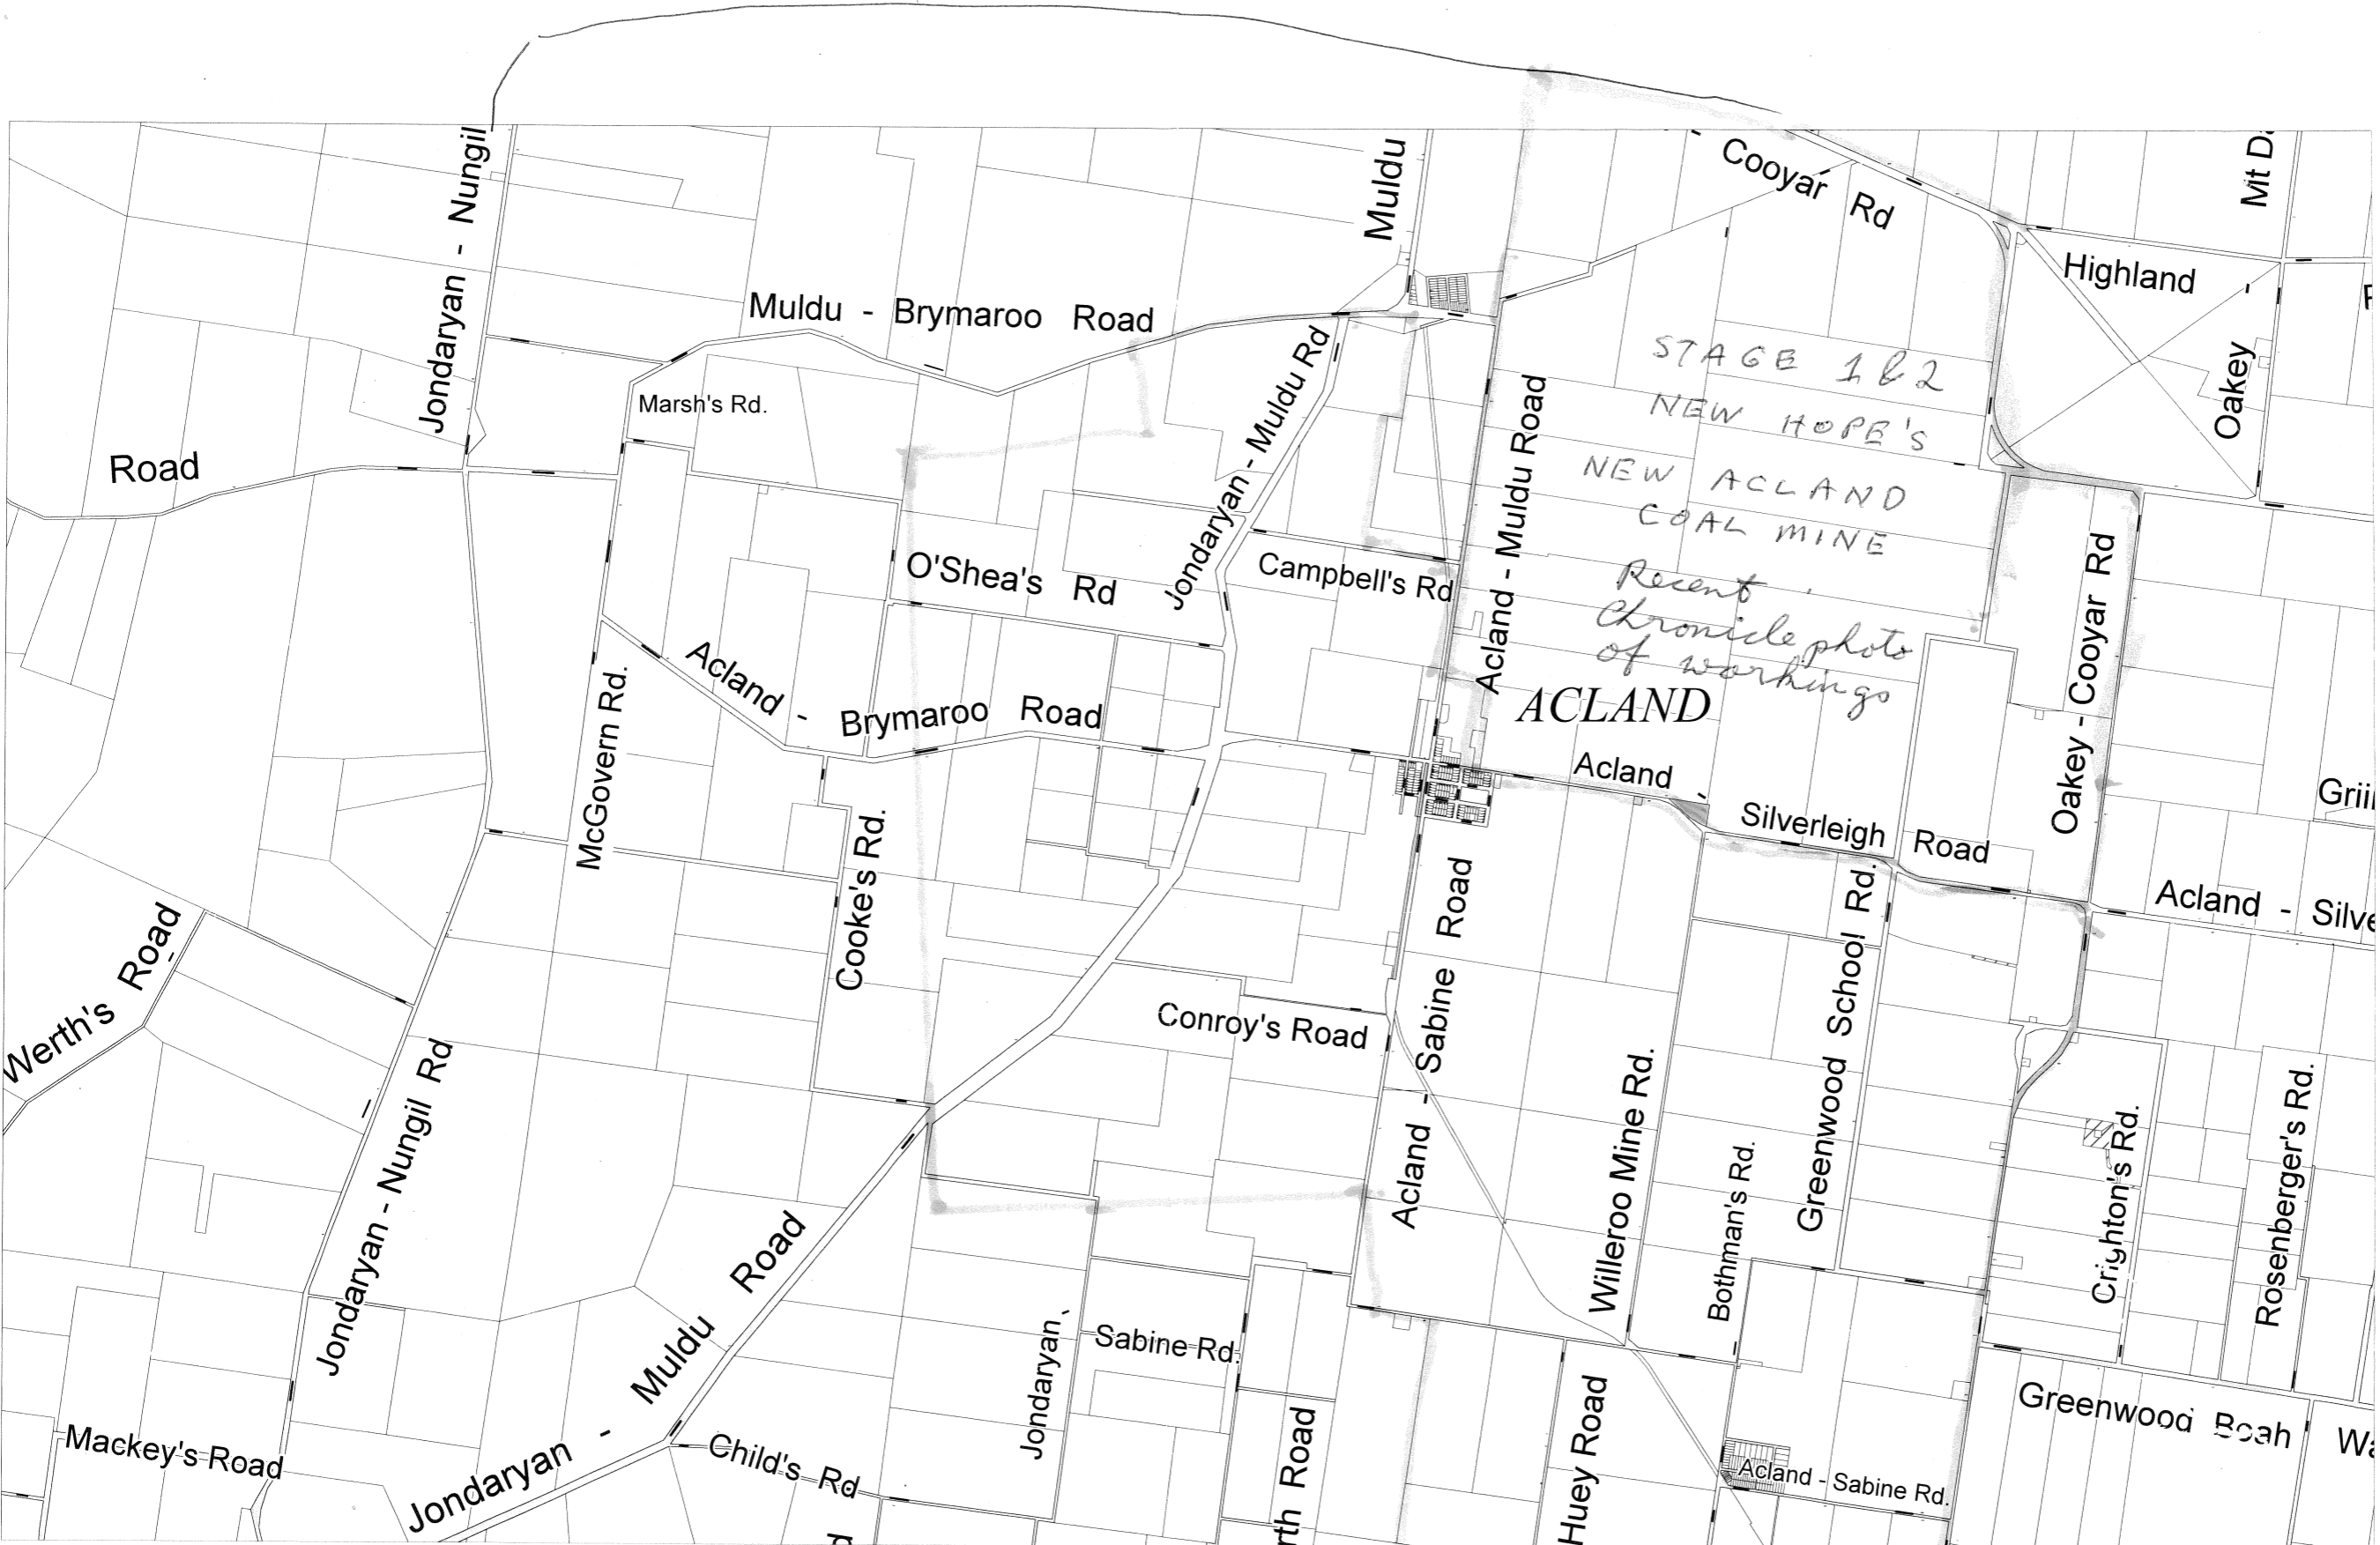 Jondaryan - Nungil
Muldu
- Cooyar Rd
Highland
Muldu - Brymaroo Road
Marsh's Rd.
Road
Jondaryan - Muldu Rd
Acland - Muldu Road
STAGE 1 & 2
NEW HOPE'S
NEW ACLAND
COAL MINE
Recent
Chronicle photo
of workings
Oakey
O'Shea's Rd
Campbell's Rd
Oakey - Cooyar Rd
Acland - Brymaroo Road
McGovern Rd.
ACLAND
Acland - Silverleigh Road
Cooke's Rd.
Werth's Road
Acland - Sabine Road
Conroy's Road
Willeroo Mine Rd.
Greenwood School Rd.
Bothman's Rd.
Crighton's Rd.
Rosenberger's Rd.
Jondaryan - Nungil Rd
Jondaryan - Muldu Road
Jondaryan -
Sabine Rd.
Mackey's Road
Child's Rd
Huey Road
Acland - Sabine Rd.
Greenwood Boah